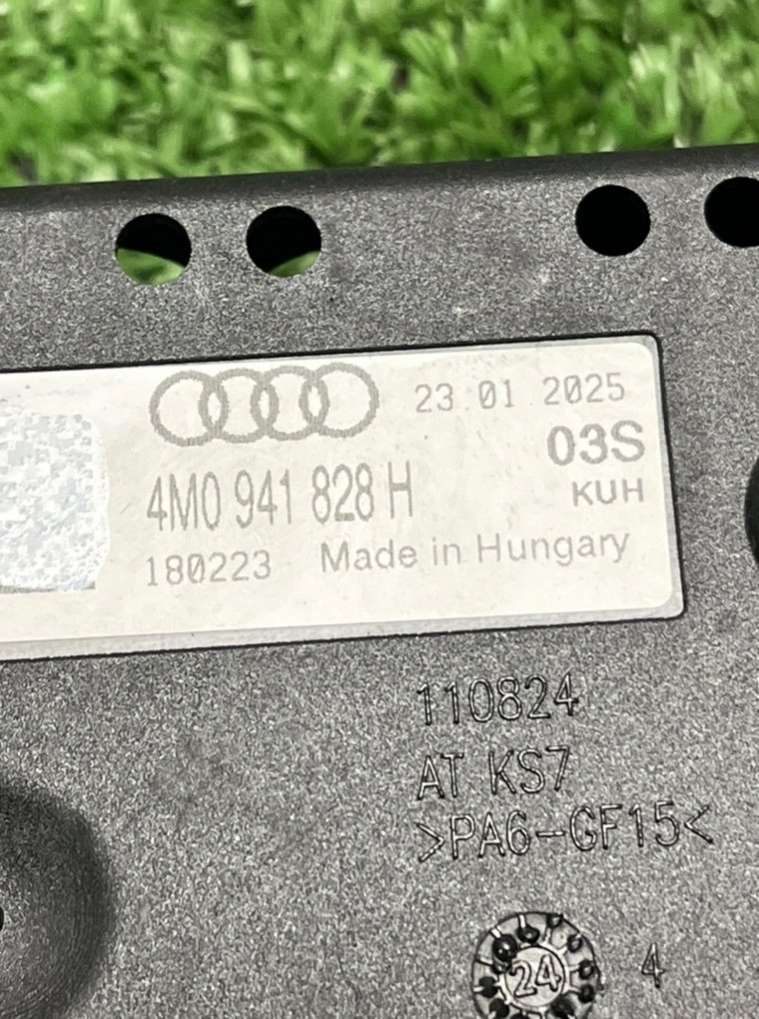 23.01.2025
03S
4M0 941 828 H
KUH
180223 Made in Hungary
110824
AT KS7
>PA6-GF15<
24
4